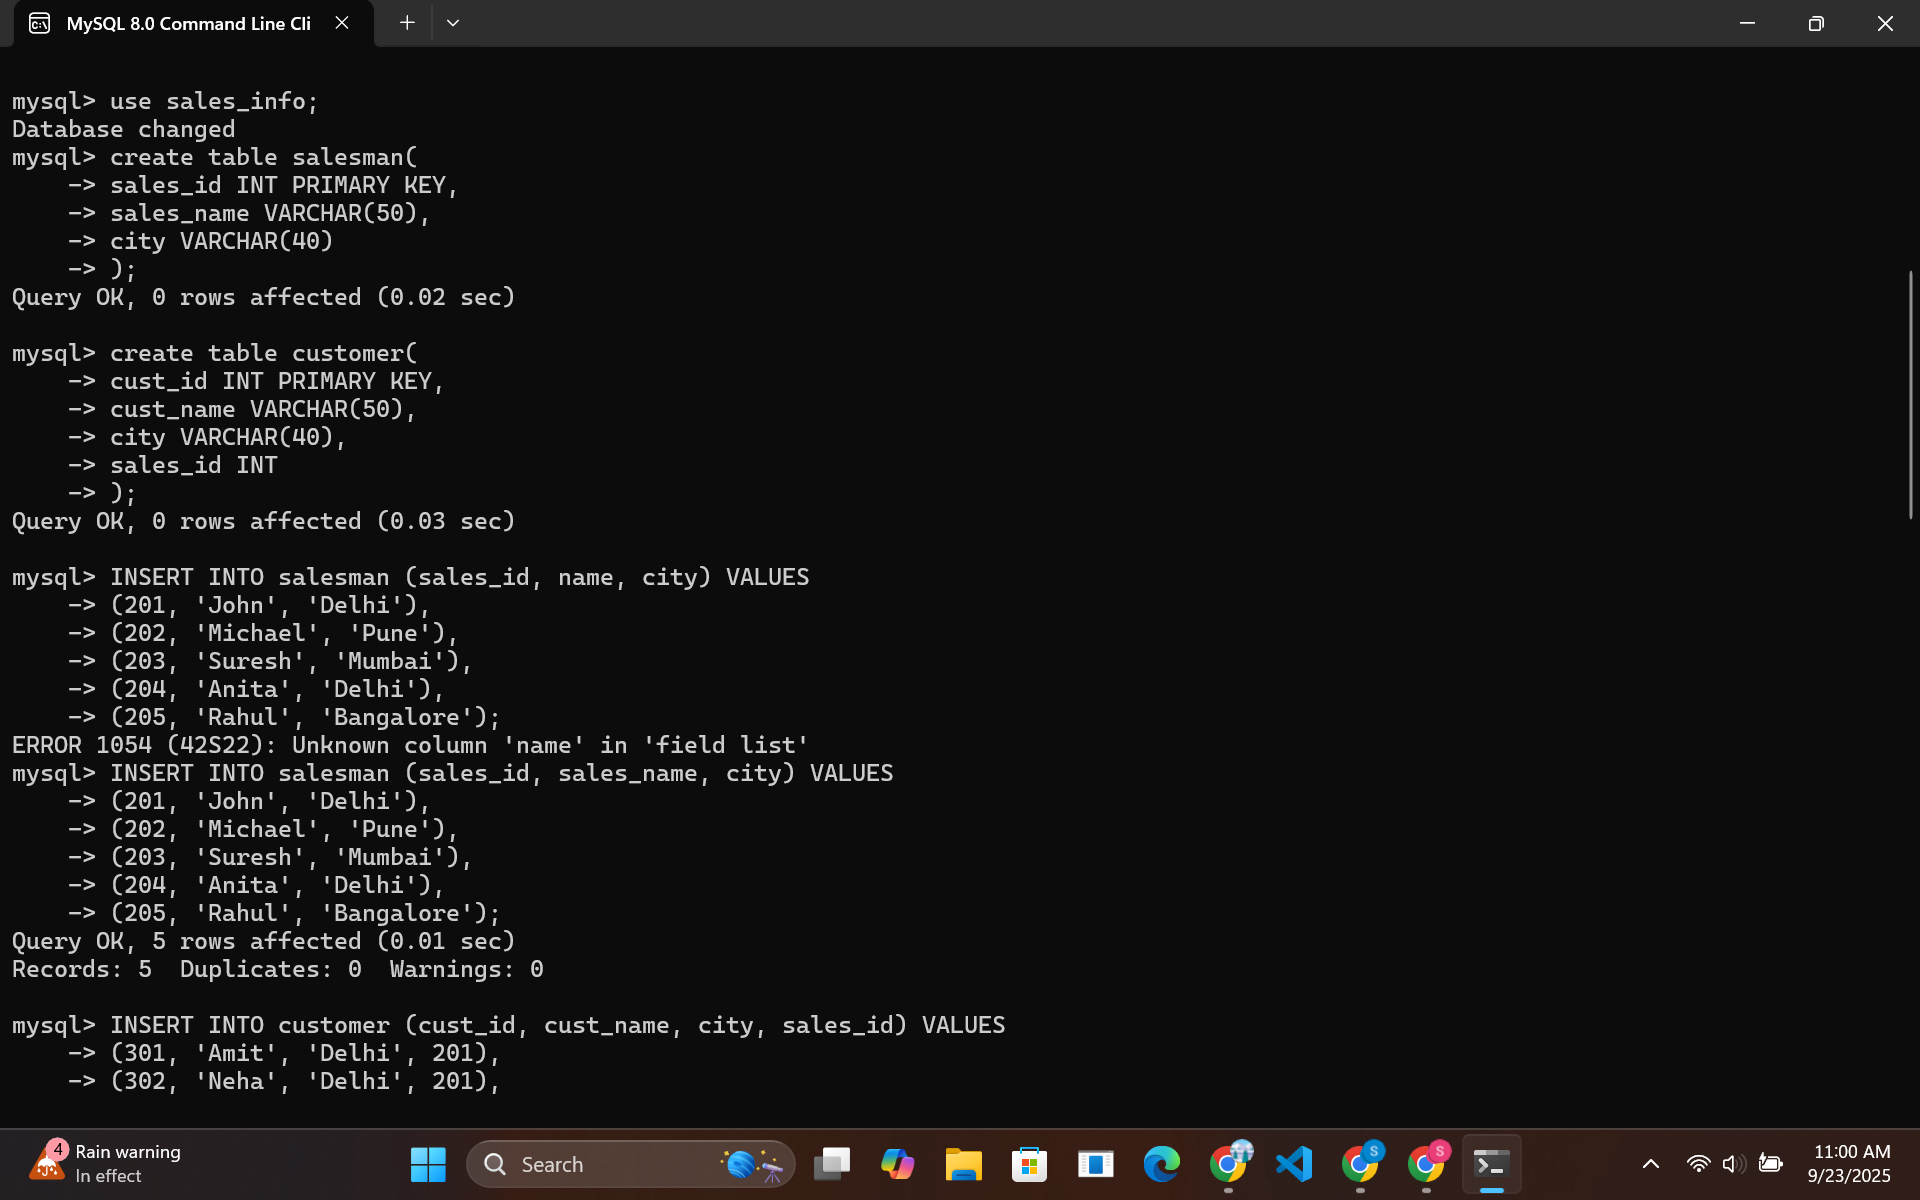 MySQL 8.0 Command Line Cli
mysql> use sales_info;
Database changed
mysql> create table salesman(
    -> sales_id INT PRIMARY KEY,
    -> sales_name VARCHAR(50),
    -> city VARCHAR(40)
    -> );
Query OK, 0 rows affected (0.02 sec)
mysql> create table customer(
    -> cust_id INT PRIMARY KEY,
    -> cust_name VARCHAR(50),
    -> city VARCHAR(40),
    -> sales_id INT
    -> );
Query OK, 0 rows affected (0.03 sec)
mysql> INSERT INTO salesman (sales_id, name, city) VALUES
    -> (201, 'John', 'Delhi'),
    -> (202, 'Michael', 'Pune'),
    -> (203, 'Suresh', 'Mumbai'),
    -> (204, 'Anita', 'Delhi'),
    -> (205, 'Rahul', 'Bangalore');
ERROR 1054 (42S22): Unknown column 'name' in 'field list'
mysql> INSERT INTO salesman (sales_id, sales_name, city) VALUES
    -> (201, 'John', 'Delhi'),
    -> (202, 'Michael', 'Pune'),
    -> (203, 'Suresh', 'Mumbai'),
    -> (204, 'Anita', 'Delhi'),
    -> (205, 'Rahul', 'Bangalore');
Query OK, 5 rows affected (0.01 sec)
Records: 5  Duplicates: 0  Warnings: 0
mysql> INSERT INTO customer (cust_id, cust_name, city, sales_id) VALUES
    -> (301, 'Amit', 'Delhi', 201),
    -> (302, 'Neha', 'Delhi', 201),
4
Rain warning
In effect
Search
S
S
11:00 AM
9/23/2025